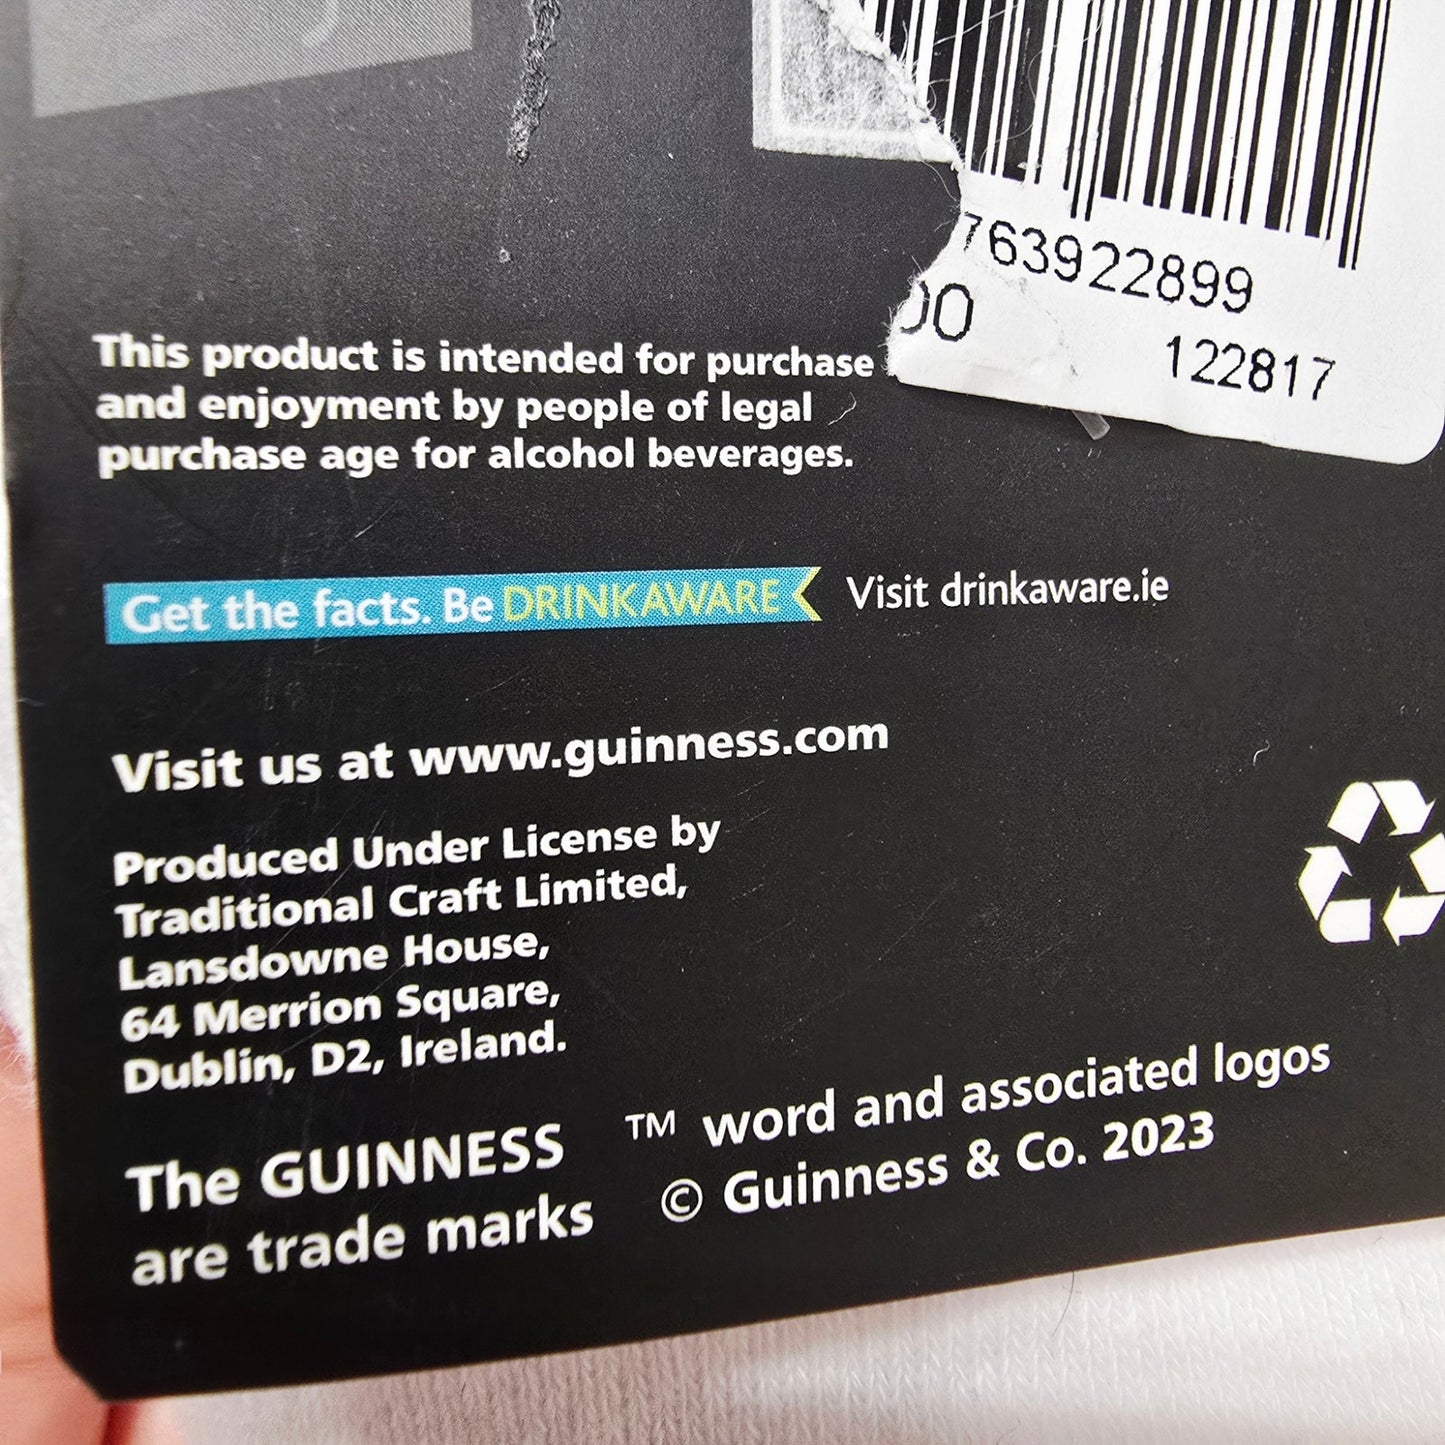 763922899
00
122817
This product is intended for purchase
and enjoyment by people of legal
purchase age for alcohol beverages.
Get the facts. Be DRINKAWARE
Visit drinkaware.ie
Visit us at www.guinness.com
Produced Under License by
Traditional Craft Limited,
Lansdowne House,
64 Merrion Square,
Dublin, D2, Ireland.
The GUINNESS ™ word and associated logos
are trade marks © Guinness & Co. 2023